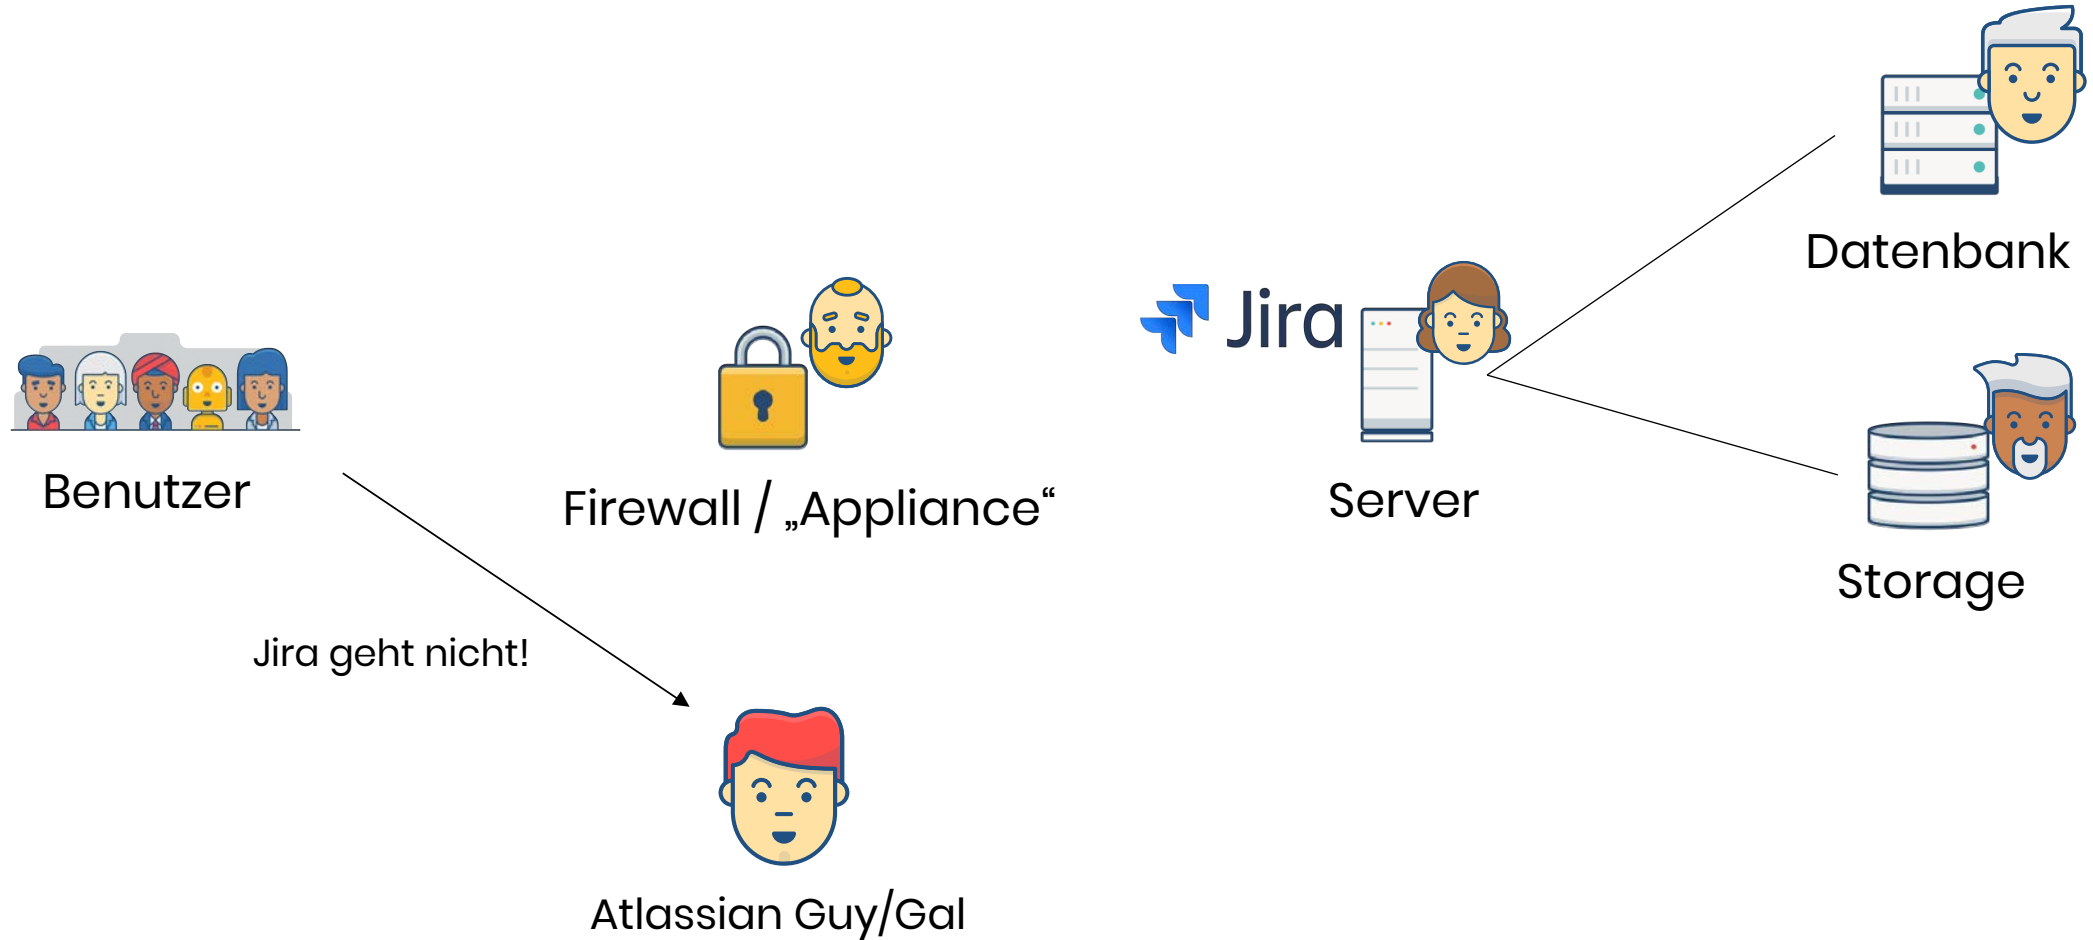 Datenbank
Jira
Benutzer
Firewall / „Appliance“
Server
Storage
Jira geht nicht!
Atlassian Guy/Gal